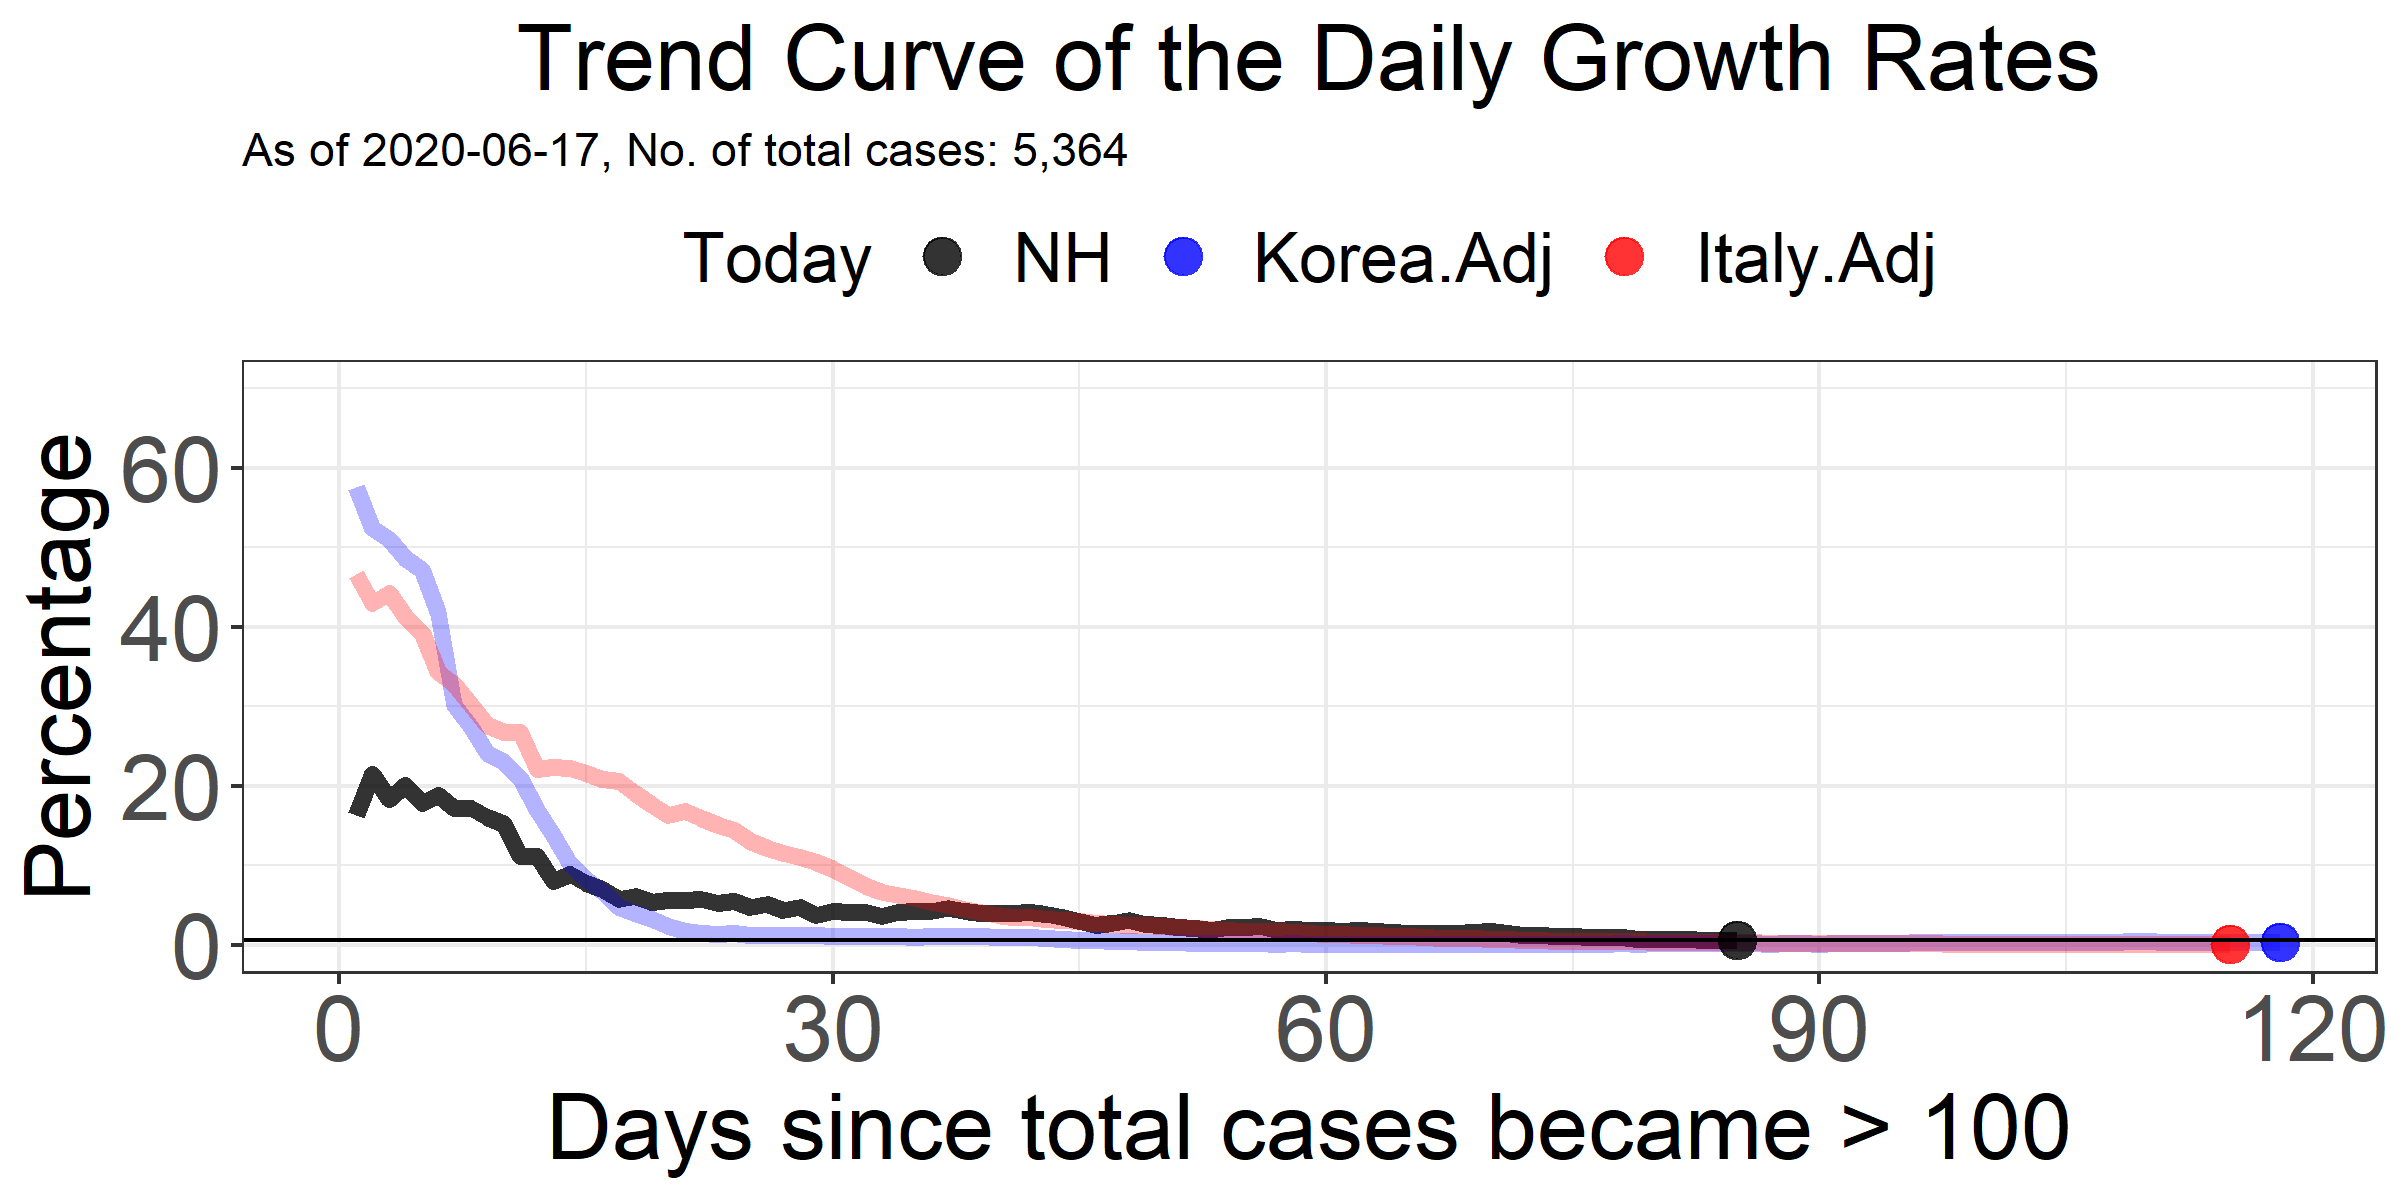 Trend Curve of the Daily Growth Rates
As of 2020-06-17, No. of total cases: 5,364
Today NH Korea.Adj Italy.Adj
Percentage
60
40
20
0
0 30 60 90 120
Days since total cases became > 100